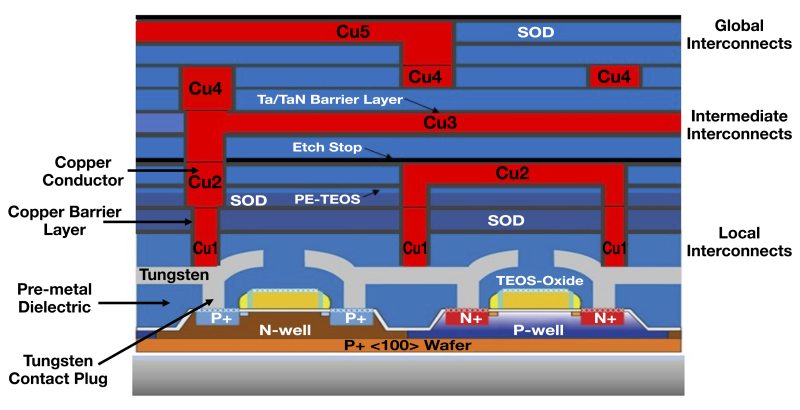 Cu5
SOD
Global
Interconnects
Cu4
Cu4
Cu4
Ta/TaN Barrier Layer
Cu3
Intermediate
Interconnects
Etch Stop
Copper
Conductor
Cu2
Cu2
PE-TEOS
SOD
Copper Barrier
Layer
SOD
Cu1
Cu1
Cu1
Local
Interconnects
Tungsten
TEOS-Oxide
Pre-metal
Dielectric
P+
P+
N+
N+
N-well
P-well
P+ <100> Wafer
Tungsten
Contact Plug